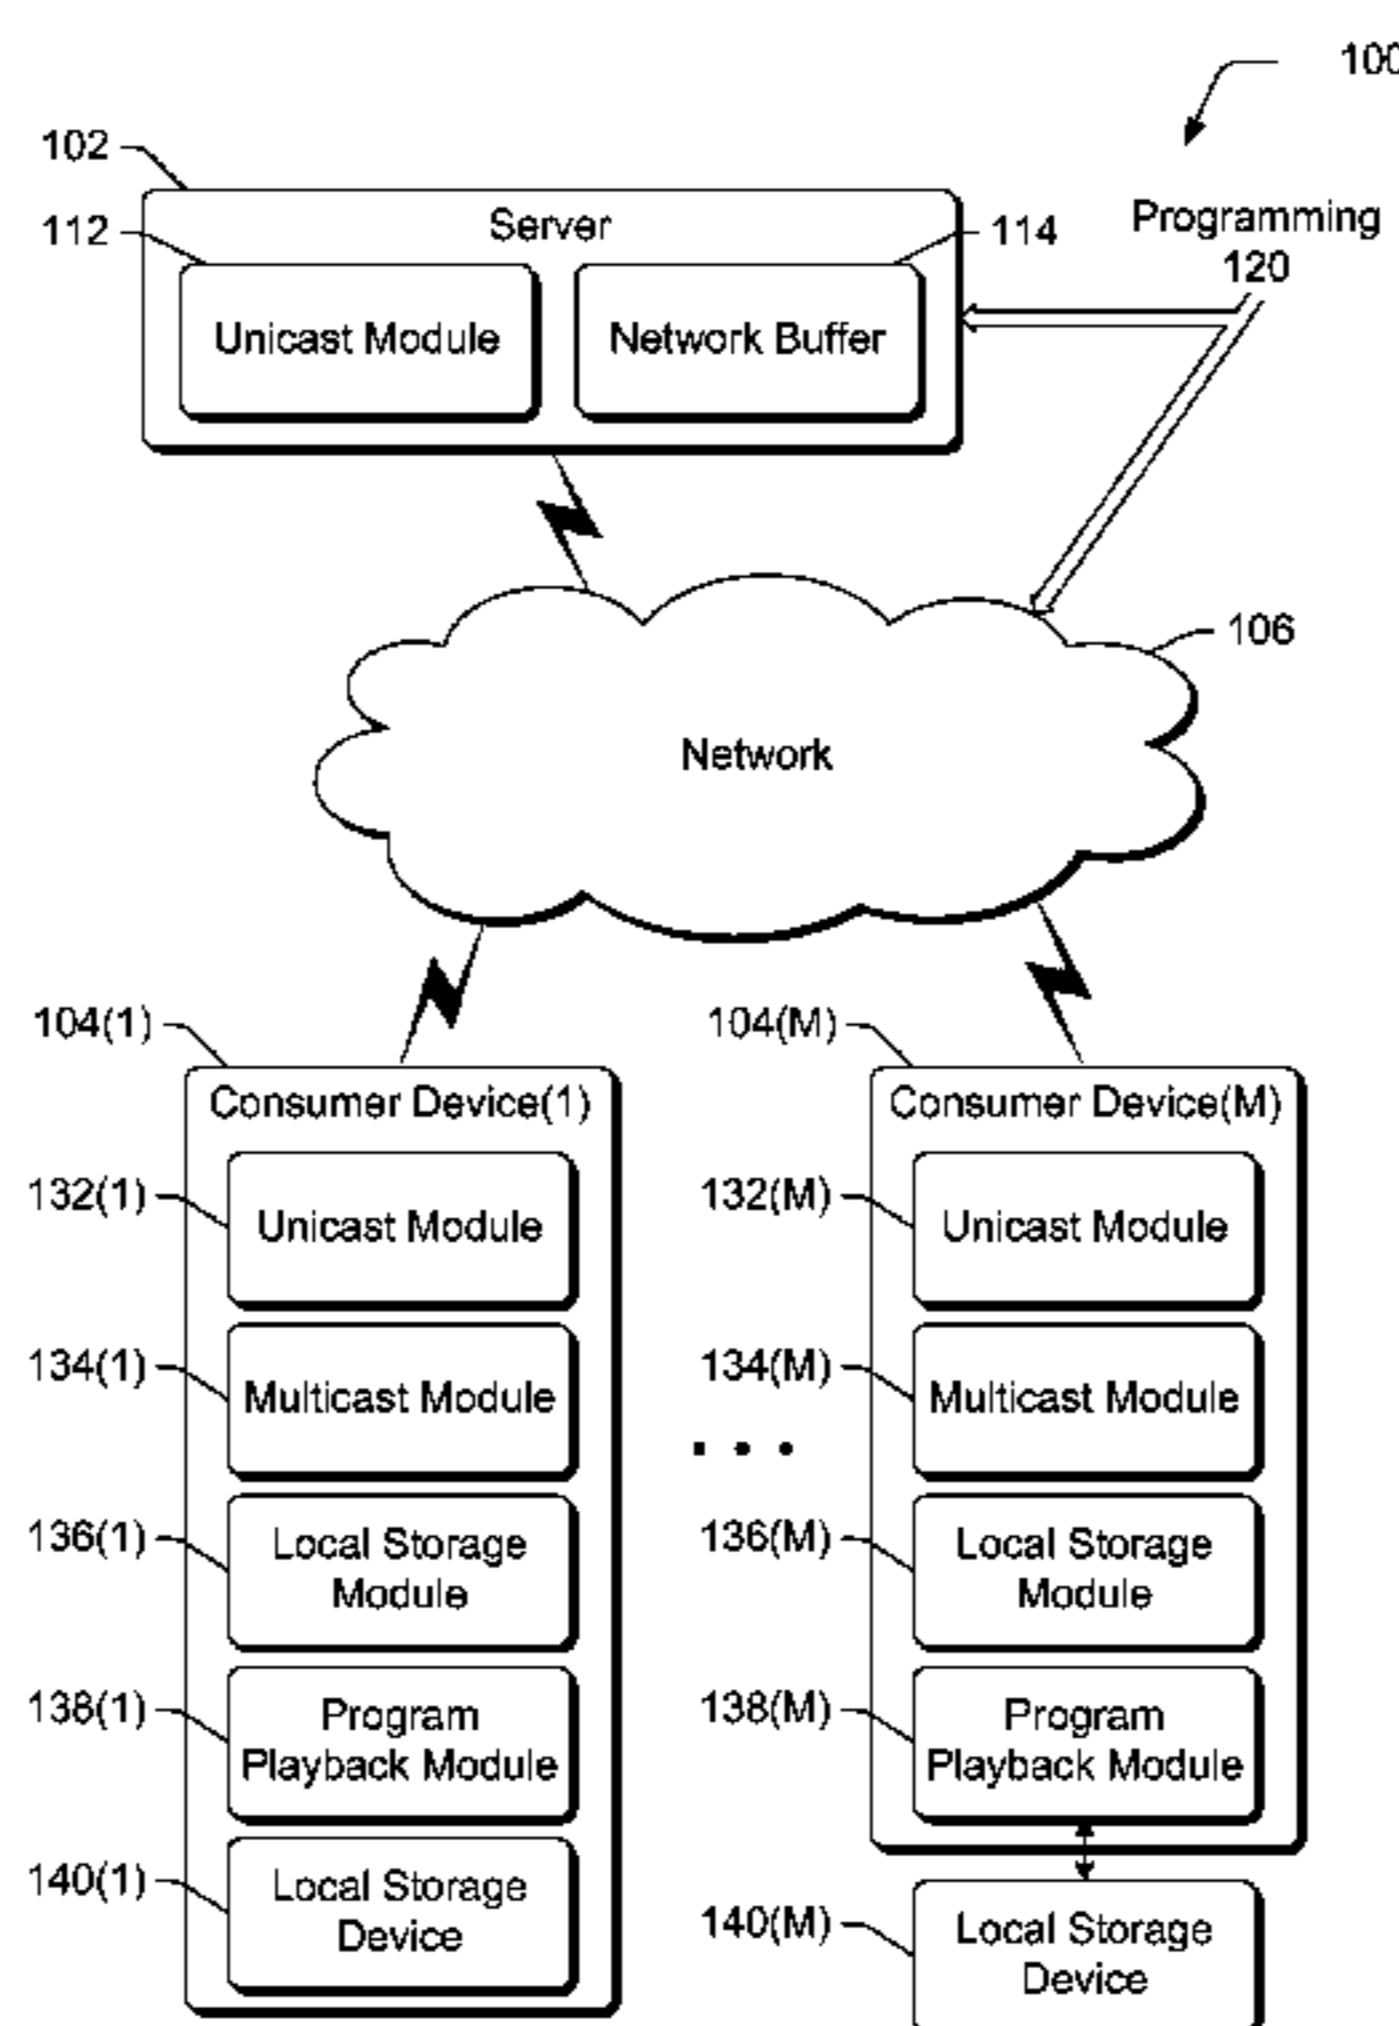 100
102
Server
112
114
Programming
120
Unicast Module
Network Buffer
106
Network
104(1)
Consumer Device(1)
132(1)
Unicast Module
134(1)
Multicast Module
136(1)
Local Storage
Module
138(1)
Program
Playback Module
140(1)
Local Storage
Device
104(M)
Consumer Device(M)
132(M)
Unicast Module
134(M)
Multicast Module
136(M)
Local Storage
Module
138(M)
Program
Playback Module
140(M)
Local Storage
Device